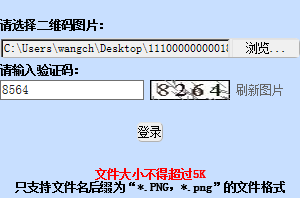 请选择二维码图片：
C:\Users\wangch\Desktop\1110000000001 浏览...
请输入验证码：
8564 8264 刷新图片
登录
文件大小不得超过5K
只支持文件名后缀为“*.PNG，*.png”的文件格式